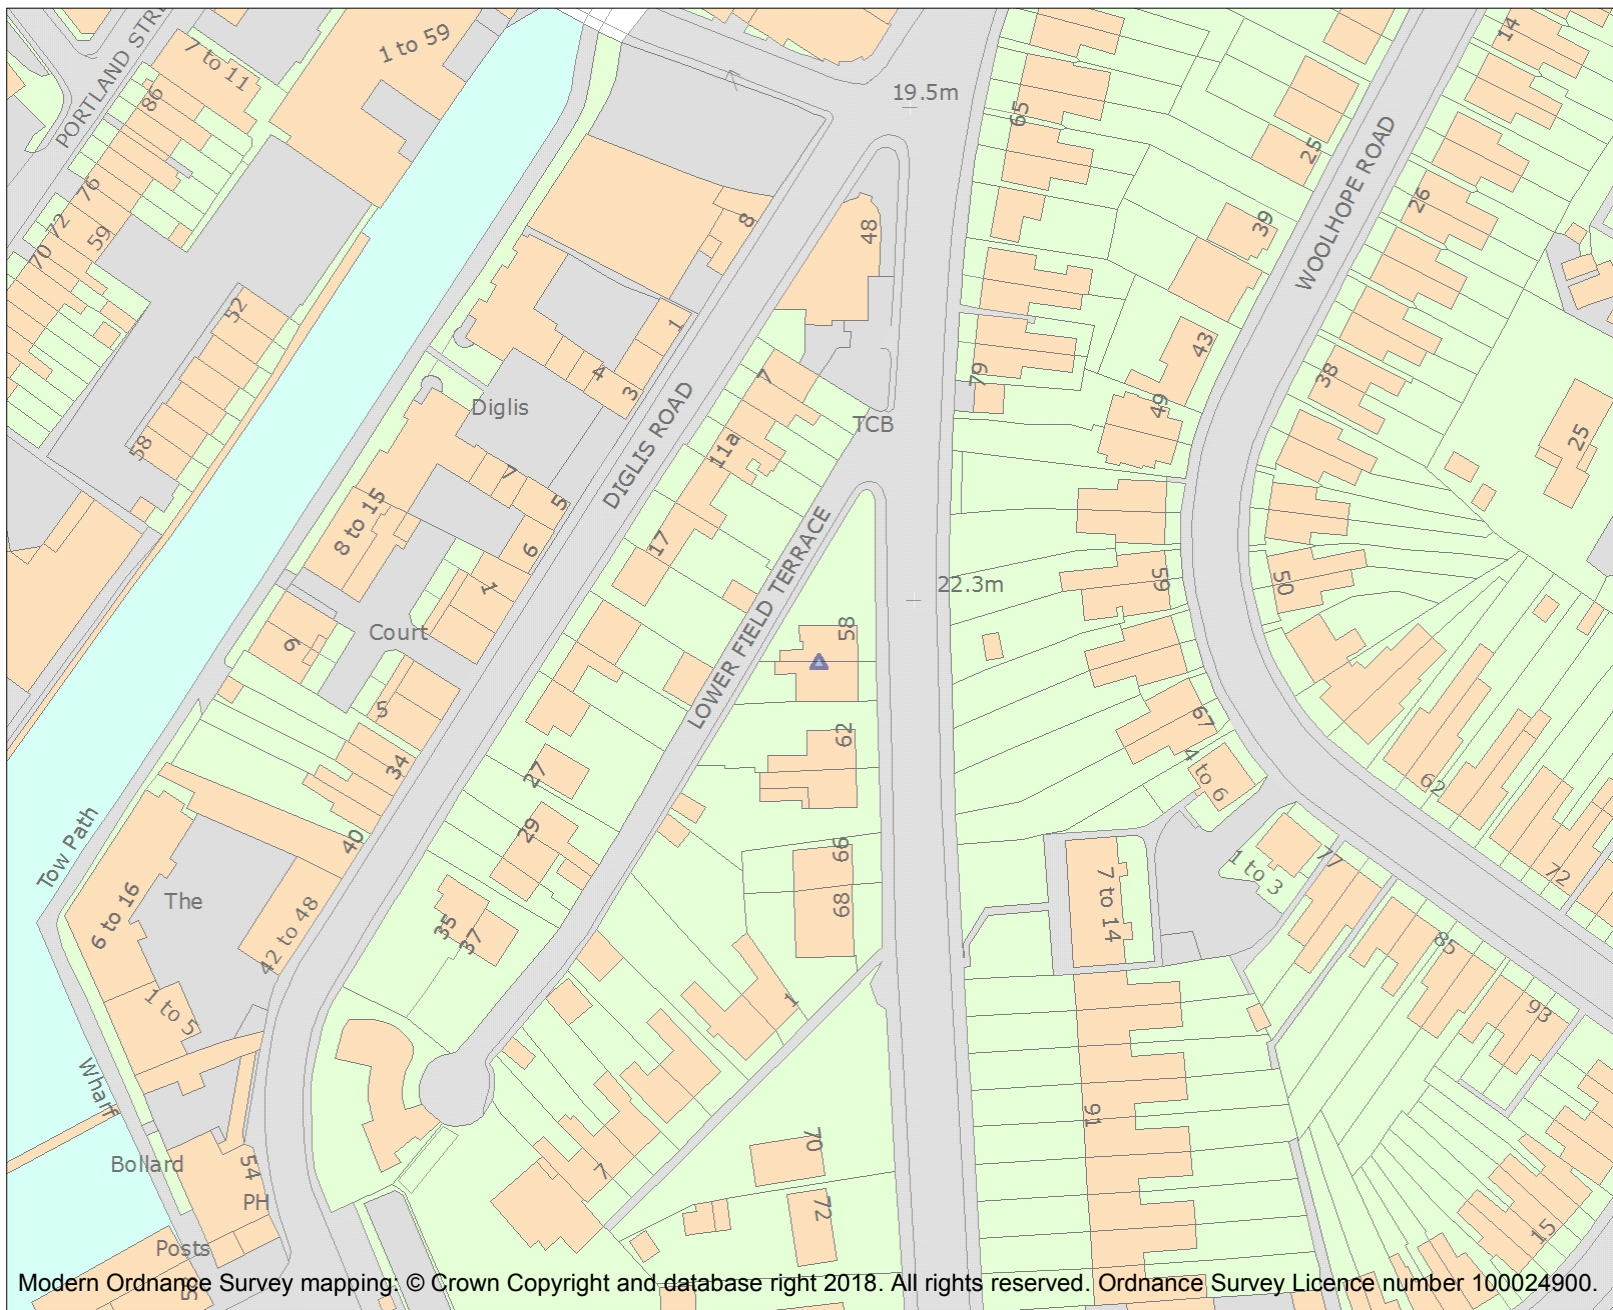 PORTLAND STRE
7 to 11
1 to 59
86
14
19.5m
65
25
WOOLHOPE ROAD
76
72
59
70
26
8
48
39
52
1
43
79
38
4
7
3
49
Diglis
DIGLIS ROAD
TCB
11a
25
58
7
5
8 to 15
17
6
LOWER FIELD TERRACE
1
59
50
22.3m
Court
9
58
5
67
62
34
27
4 to 6
62
Tow Path
40
29
66
1 to 3
77
72
The
6 to 16
68
7 to 14
35
37
42 to 48
85
1 to 5
1
93
Wharf
91
Bollard
54
PH
7
70
72
15
Posts
55
Modern Ordnance Survey mapping: © Crown Copyright and database right 2018. All rights reserved. Ordnance Survey Licence number 100024900.